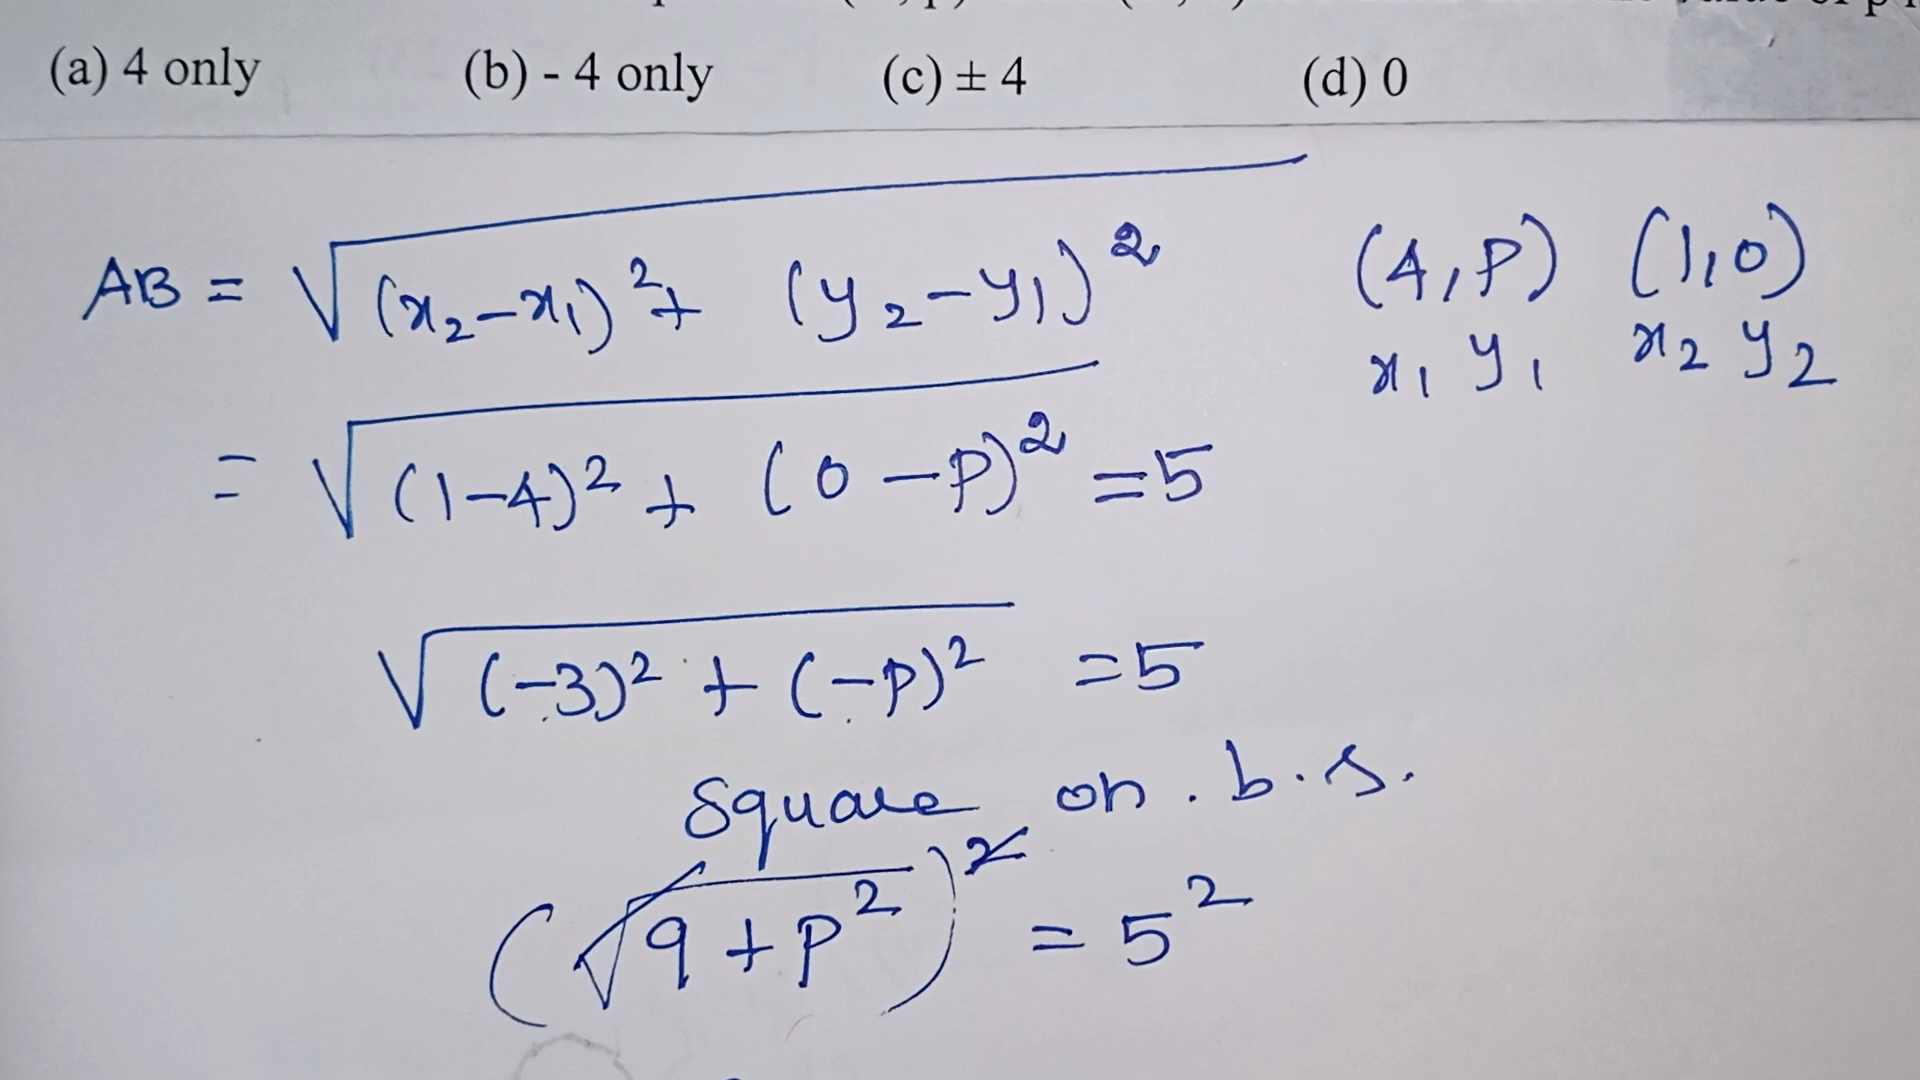 (a) 4 only (b) - 4 only (c) ± 4 (d) 0
AB = √(x₂-x₁)² + (y₂-y₁)² (4,P) (1,0)
x₁ y₁ x₂ y₂
= √(1-4)² + (0-P)² = 5
√(-3)² + (-P)² = 5
Square on . b.s.
(√9+P²)² = 5²